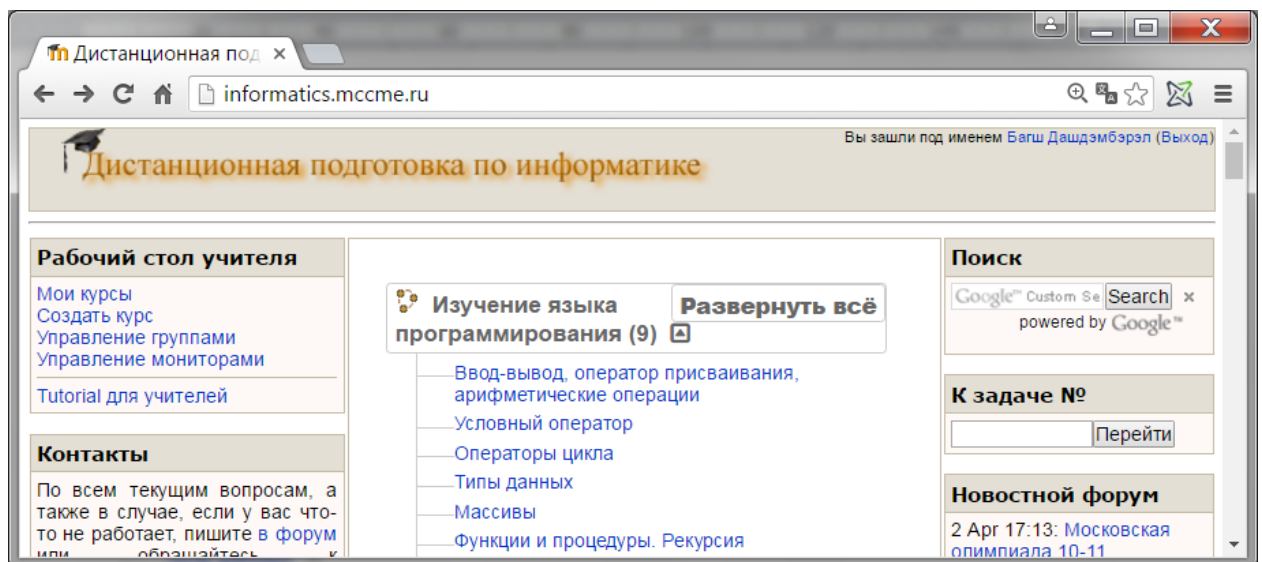 Дистанционная под
informatics.mccme.ru
Вы зашли под именем Багш Дашдэмбэрэл (Выход)
Дистанционная подготовка по информатике
Рабочий стол учителя
Мои курсы
Создать курс
Управление группами
Управление мониторами
Tutorial для учителей
Контакты
По всем текущим вопросам, а
также в случае, если у вас что-
то не работает, пишите в форум
или обращайтесь к
Изучение языка
программирования (9)
Развернуть всё
Ввод-вывод, оператор присваивания,
арифметические операции
Условный оператор
Операторы цикла
Типы данных
Массивы
Функции и процедуры. Рекурсия
Поиск
Google™ Custom Se Search ×
powered by Google™
К задаче №
Перейти
Новостной форум
2 Apr 17:13: Московская
олимпиада 10-11